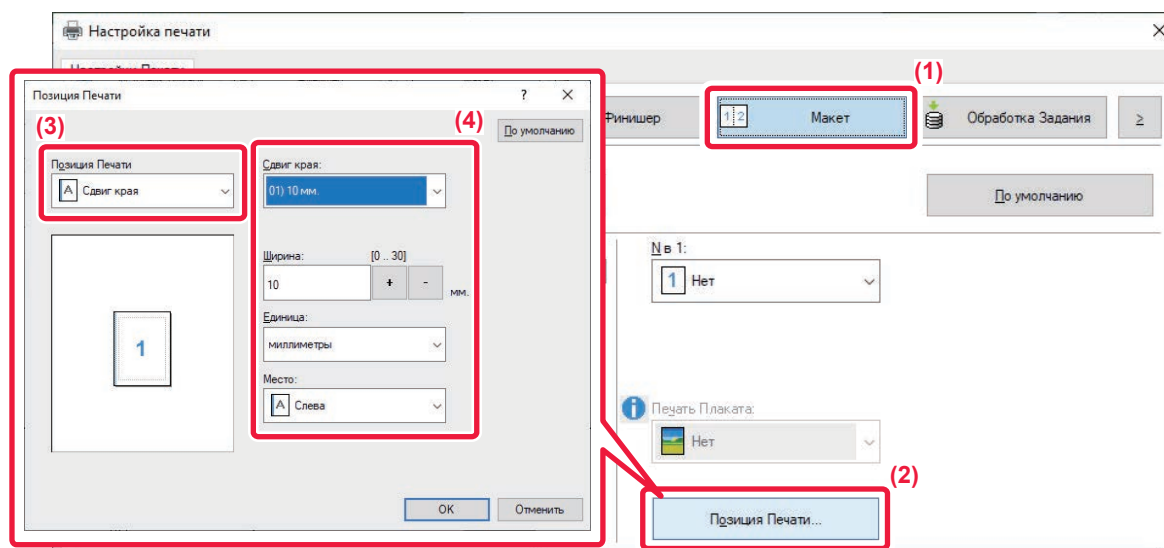 Настройка печати
(1)
Позиция Печати
(3)
(4)
По умолчанию
Финишер
1 2 Макет
Обработка Задания
≥
Позиция Печати
A Сдвиг края
Сдвиг края:
01) 10 мм.
По умолчанию
Ширина: [0 .. 30]
10 + - мм.
Единица:
миллиметры
Место:
A Слева
1
OK
Отменить
N в 1:
1 Нет
Печать Плаката:
Нет
(2)
Позиция Печати...